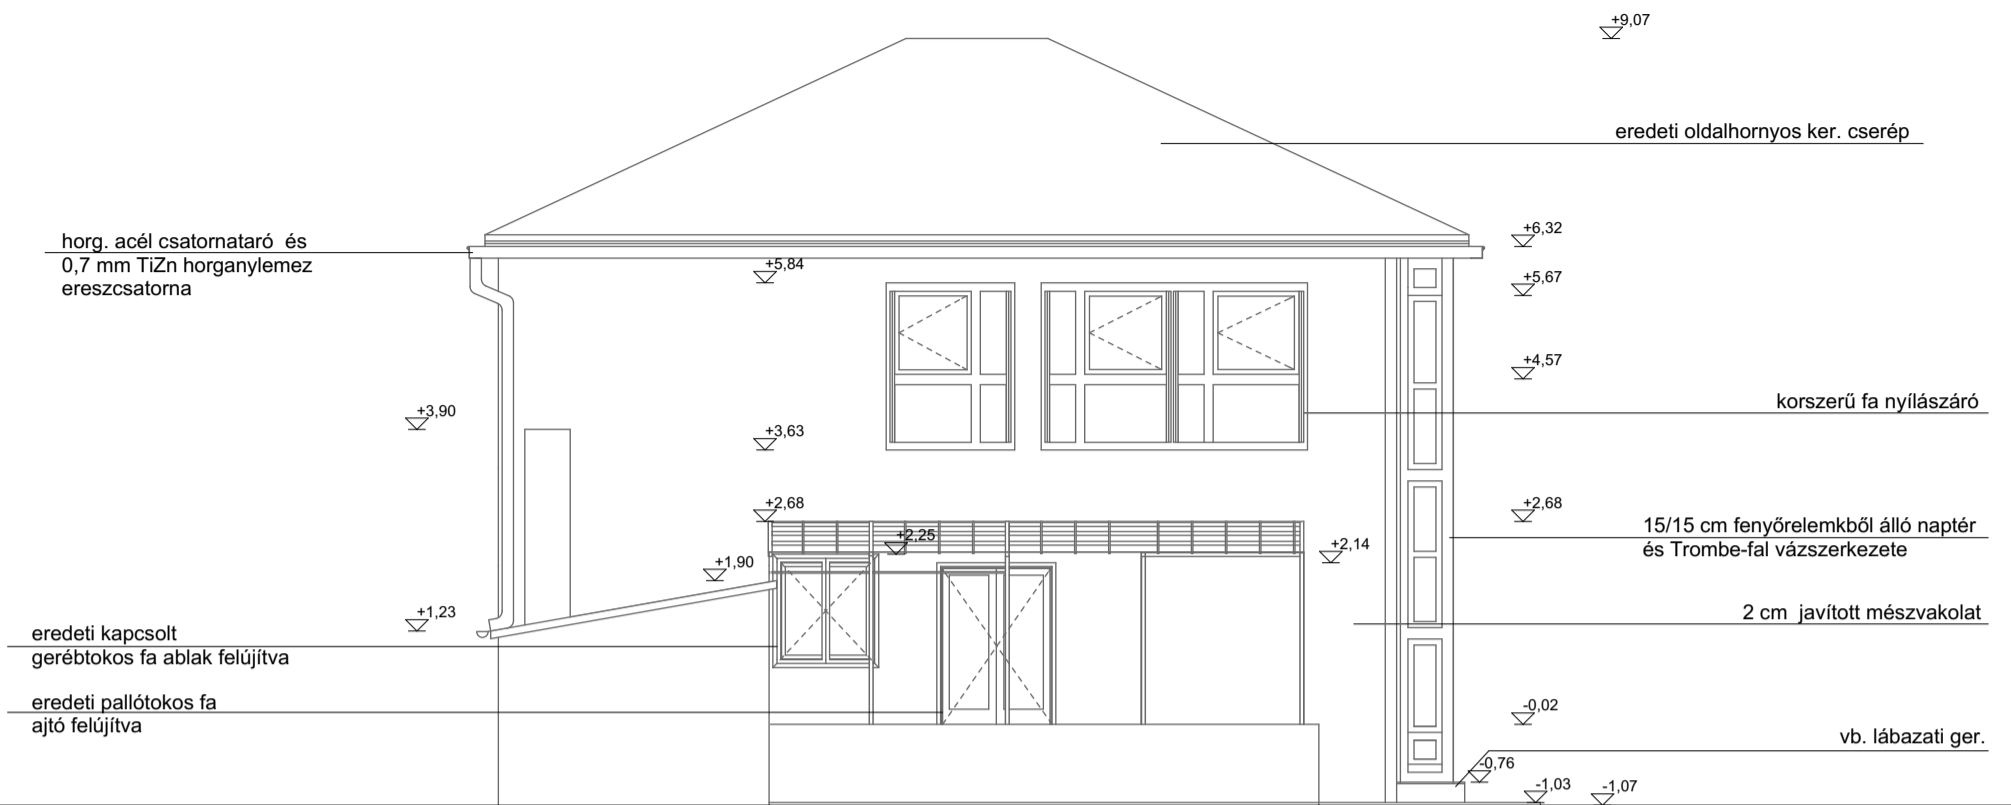 +9,07
eredeti oldalhornyos ker. cserép
+6,32
horg. acél csatornataró és
0,7 mm TiZn horganylemez
ereszcsatorna
+5,84
+5,67
+4,57
korszerű fa nyílászáró
+3,90
+3,63
+2,68
+2,68
15/15 cm fenyőrelemkből álló naptér
és Trombe-fal vázszerkezete
+2,25
+2,14
+1,90
+1,23
2 cm javított mészvakolat
eredeti kapcsolt
gerébtokos fa ablak felújítva
eredeti pallótokos fa
ajtó felújítva
-0,02
vb. lábazati ger.
-0,76
-1,03
-1,07